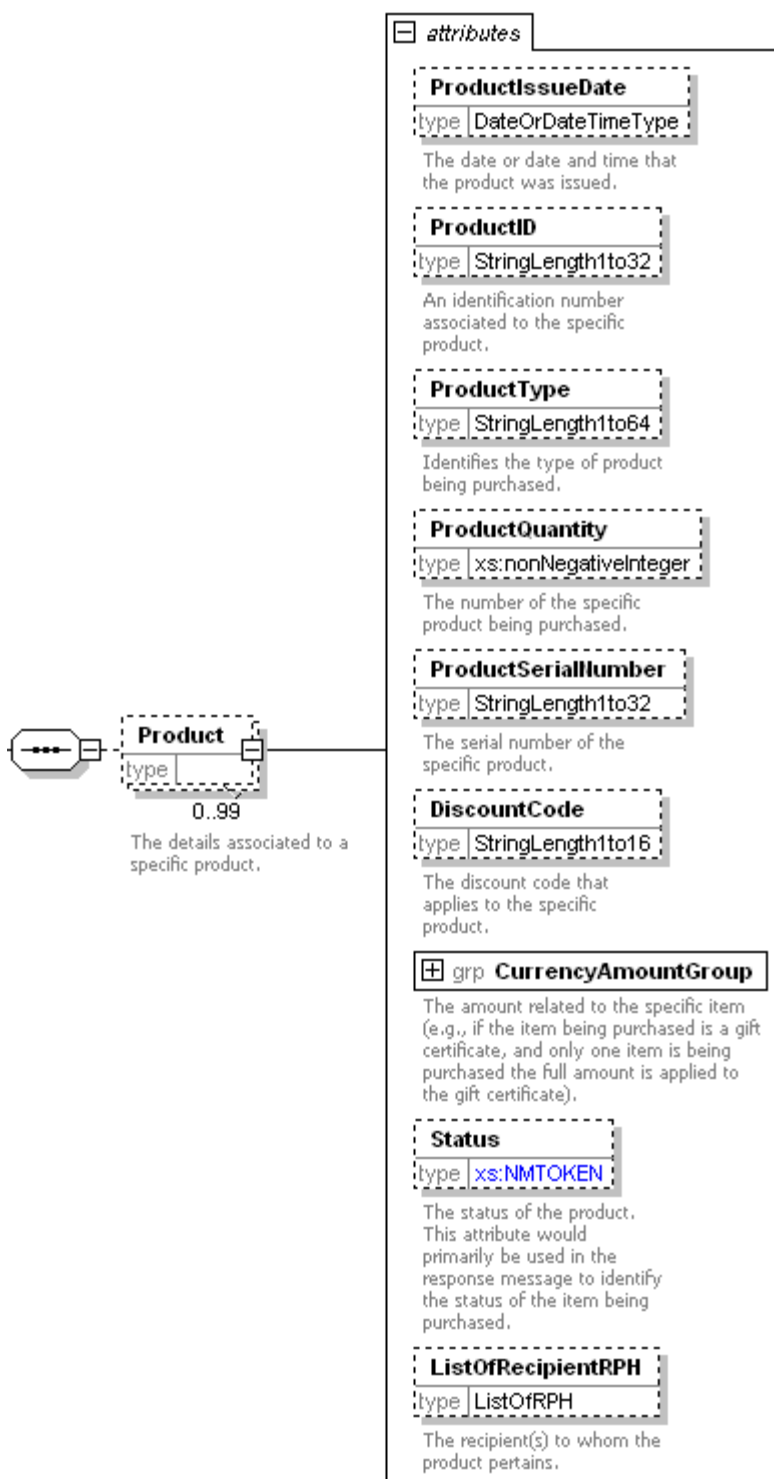 attributes
ProductIssueDate
type DateOrDateTimeType
The date or date and time that
the product was issued.
ProductID
type StringLength1to32
An identification number
associated to the specific
product.
ProductType
type StringLength1to64
Identifies the type of product
being purchased.
ProductQuantity
type xs:nonNegativeInteger
The number of the specific
product being purchased.
ProductSerialNumber
type StringLength1to32
The serial number of the
specific product.
Product
type
0..99
The details associated to a
specific product.
DiscountCode
type StringLength1to16
The discount code that
applies to the specific
product.
grp CurrencyAmountGroup
The amount related to the specific item
(e.g., if the item being purchased is a gift
certificate, and only one item is being
purchased the full amount is applied to
the gift certificate).
Status
type xs:NMTOKEN
The status of the product.
This attribute would
primarily be used in the
response message to identify
the status of the item being
purchased.
ListOfRecipientRPH
type ListOfRPH
The recipient(s) to whom the
product pertains.